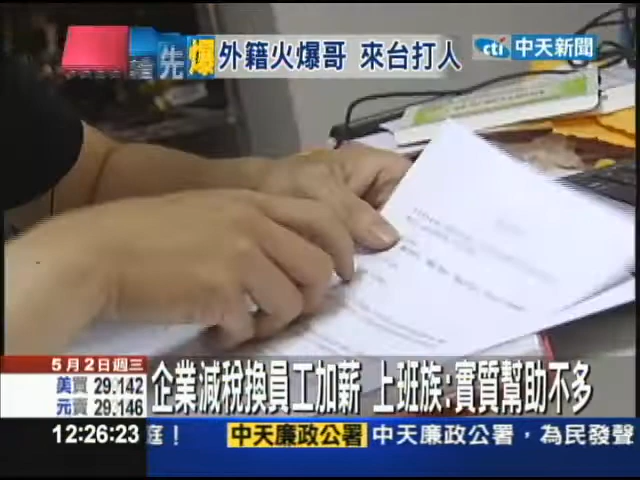 先爆 外籍火爆哥 來台打人
cti 中天新聞
5月2日週三
美買 29.142
元賣 29.146
企業減稅換員工加薪 上班族:實質幫助不多
12:26:23
庭! 中天廉政公署 中天廉政公署,為民發聲